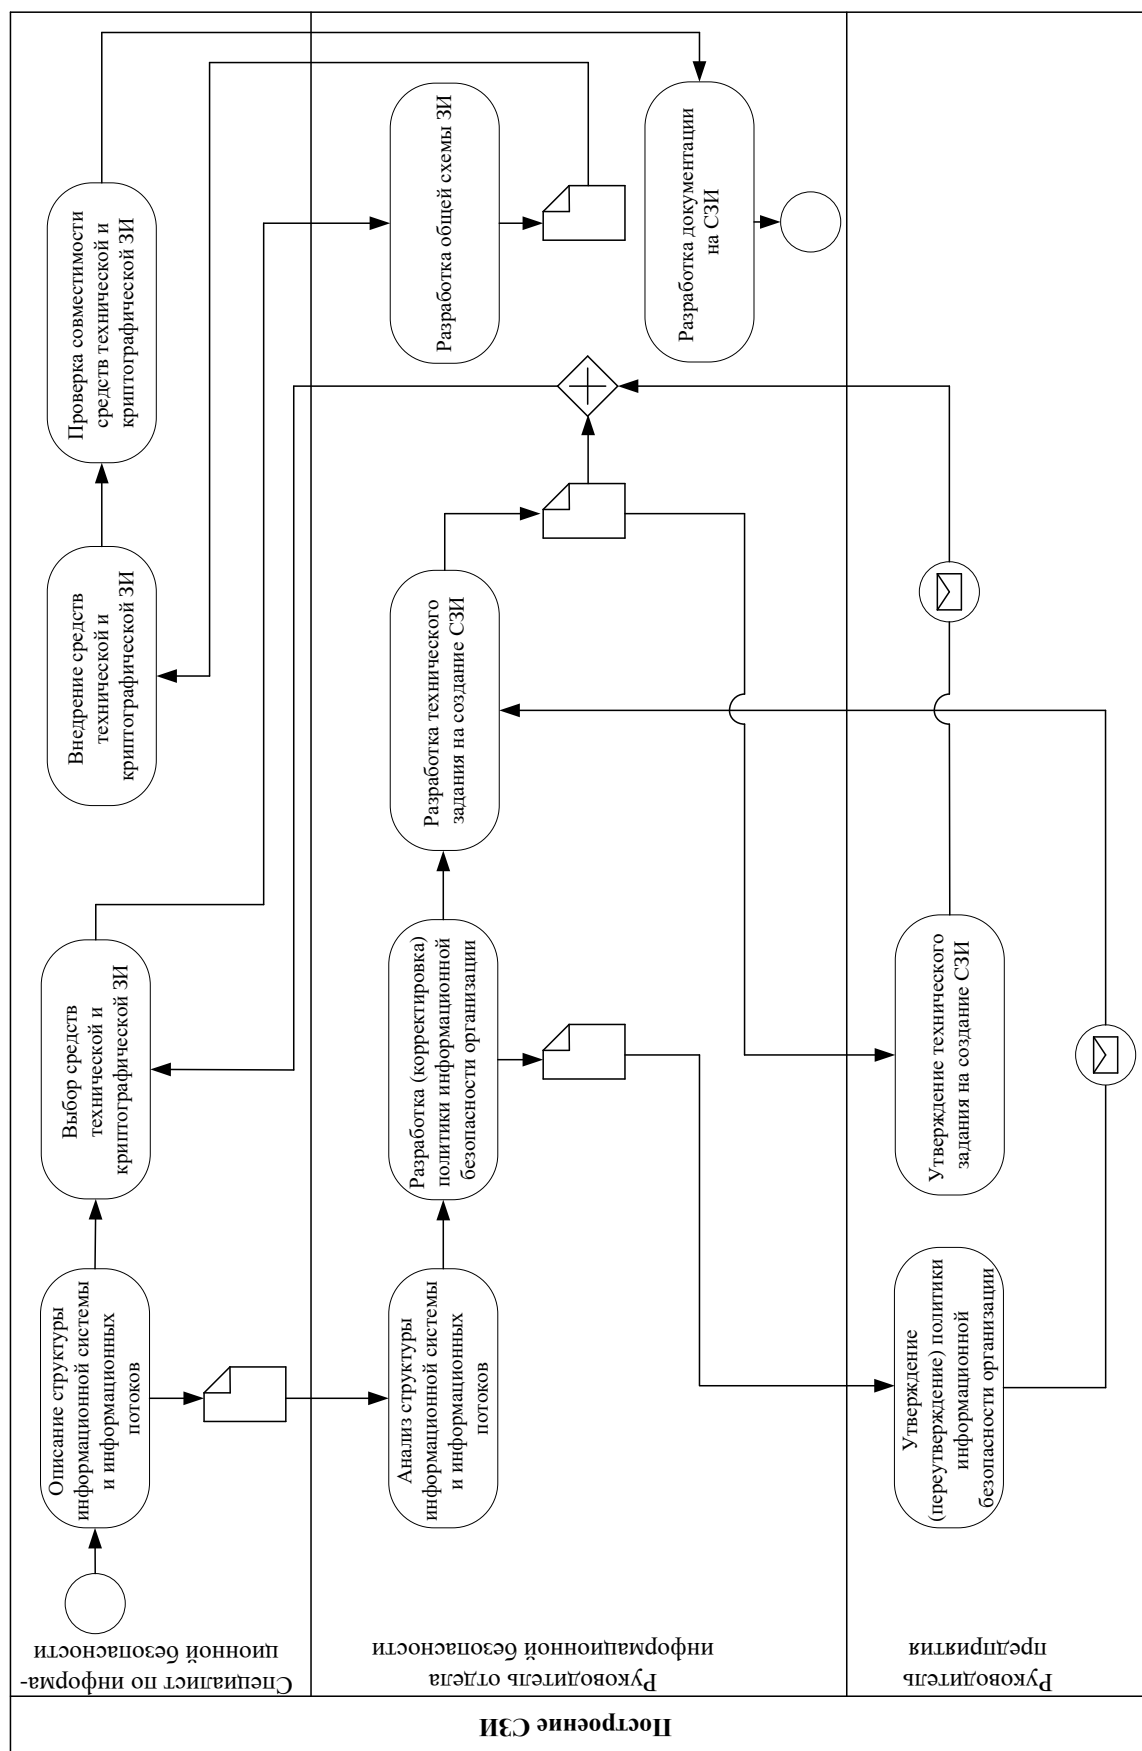 Построение СЗИ
Специалист по информа-
ционной безопасности
Руководитель отдела
информационной безопасности
Руководитель
предприятия
Описание структуры
информационной системы
и информационных
потоков
Выбор средств
технической и
криптографической ЗИ
Внедрение средств
технической и
криптографической ЗИ
Проверка совместимости
средств технической и
криптографической ЗИ
Анализ структуры
информационной системы
и информационных
потоков
Разработка (корректировка)
политики информационной
безопасности организации
Разработка технического
задания на создание СЗИ
Разработка общей схемы ЗИ
Разработка документации
на СЗИ
Утверждение
(переутверждение) политики
информационной
безопасности организации
Утверждение технического
задания на создание СЗИ